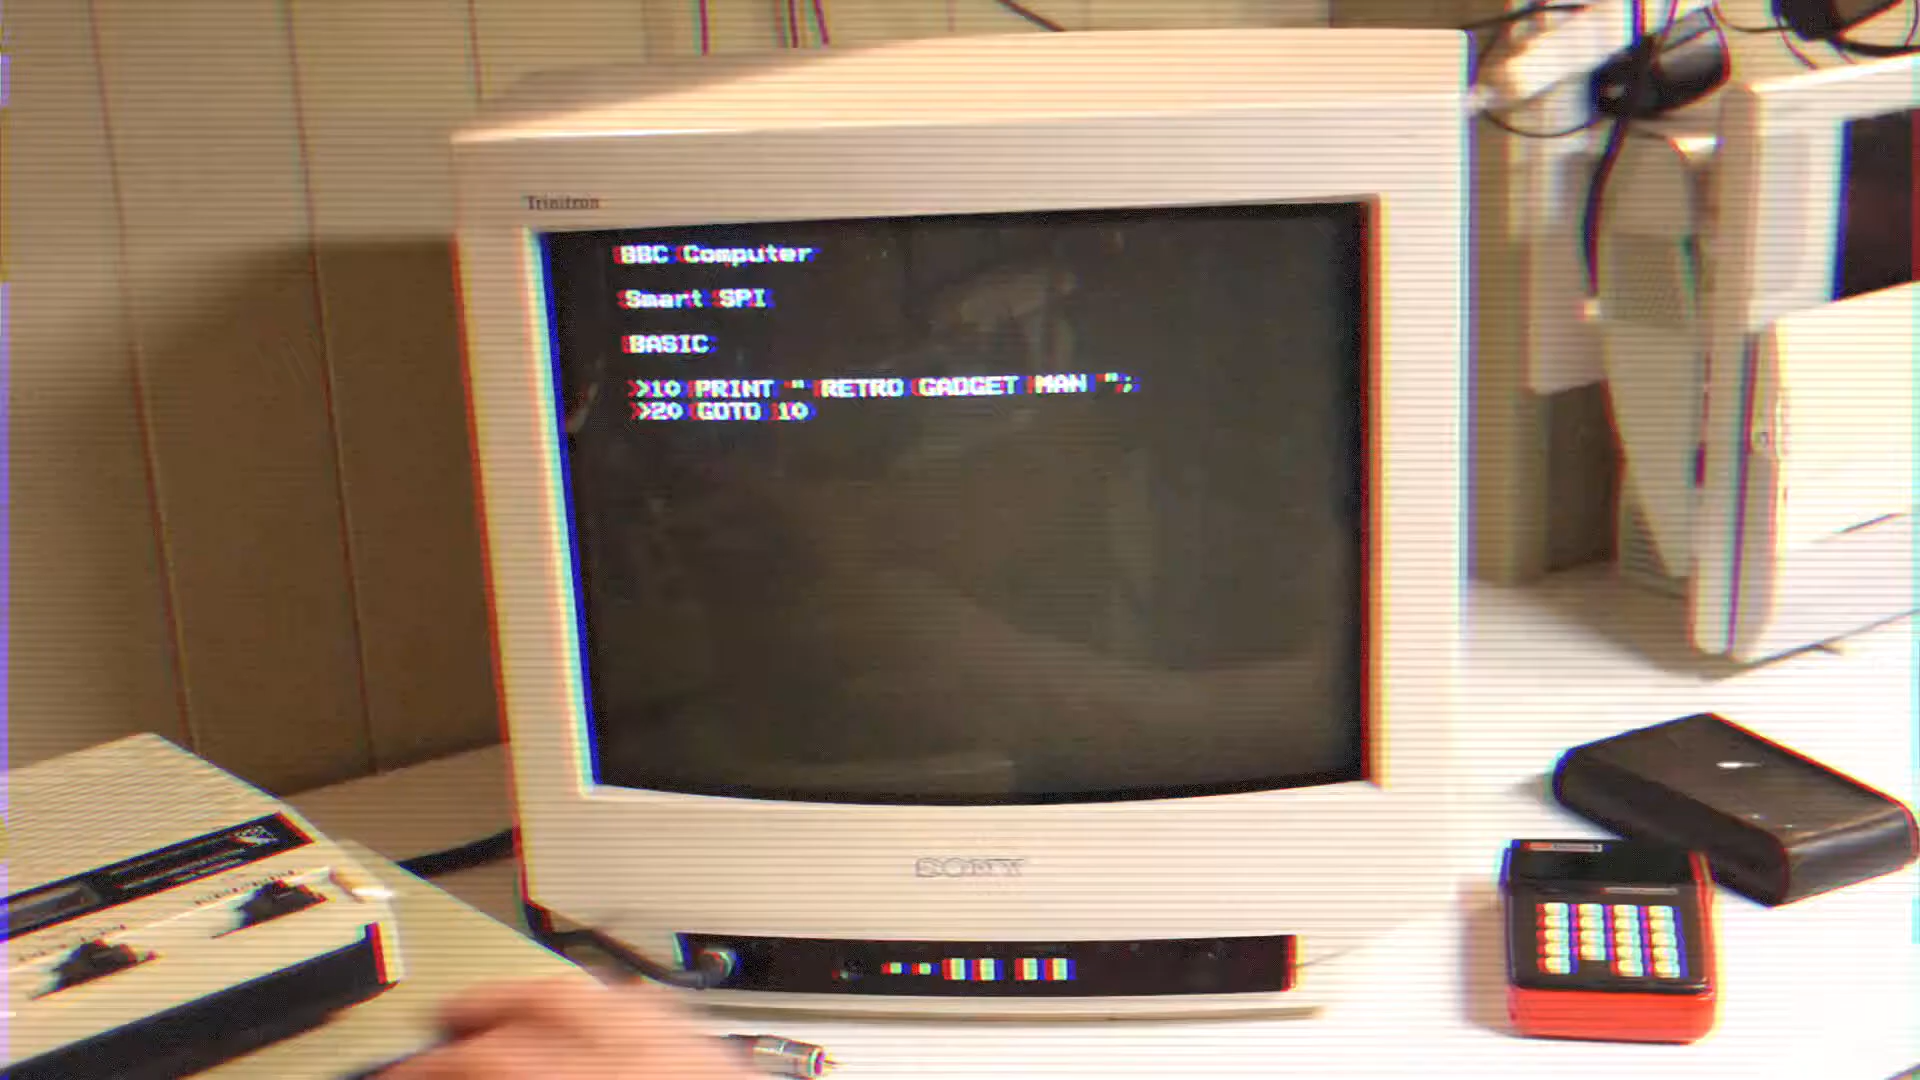 Trinitron
BBC Computer
Smart SPI
BASIC
>10 PRINT " RETRO GADGET MAN ";
>20 GOTO 10
SONY